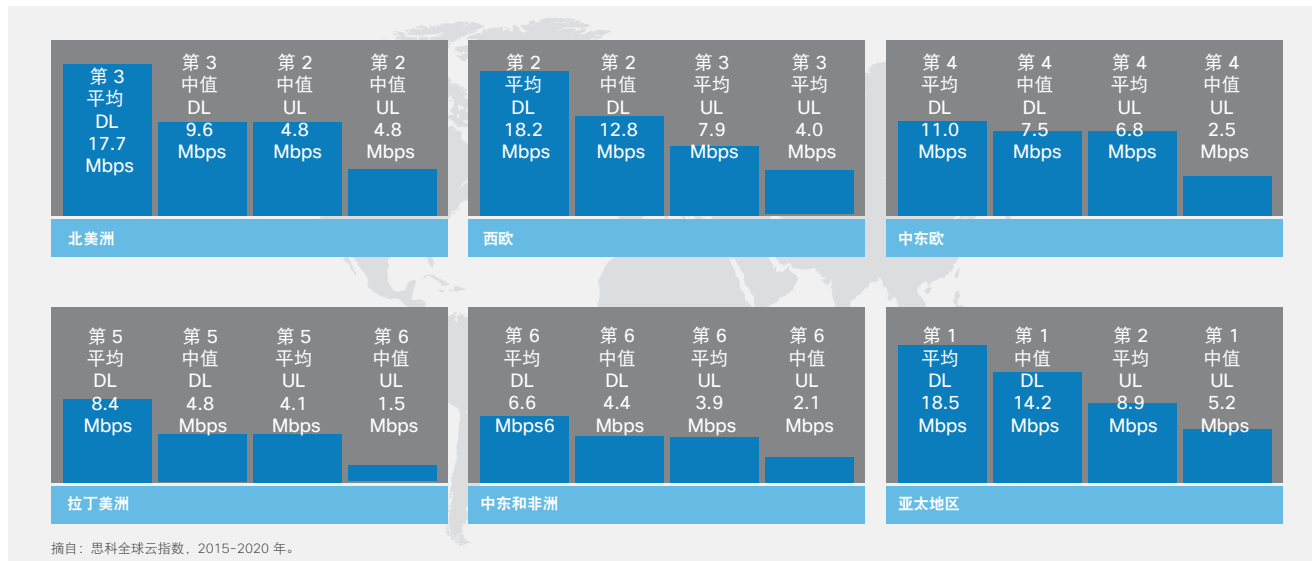 第 3
平均
DL
17.7
Mbps
第 3
中值
DL
9.6
Mbps
第 2
中值
UL
4.8
Mbps
第 2
中值
UL
4.8
Mbps
北美洲
第 2
平均
DL
18.2
Mbps
第 2
中值
DL
12.8
Mbps
第 3
平均
UL
7.9
Mbps
第 3
平均
UL
4.0
Mbps
西欧
第 4
平均
DL
11.0
Mbps
第 4
中值
DL
7.5
Mbps
第 4
平均
UL
6.8
Mbps
第 4
中值
UL
2.5
Mbps
中东欧
第 5
平均
DL
8.4
Mbps
第 5
中值
DL
4.8
Mbps
第 5
平均
UL
4.1
Mbps
第 6
中值
UL
1.5
Mbps
拉丁美洲
第 6
平均
DL
6.6
Mbps6
第 6
中值
DL
4.4
Mbps
第 6
平均
UL
3.9
Mbps
第 6
中值
UL
2.1
Mbps
中东和非洲
第 1
平均
DL
18.5
Mbps
第 1
中值
DL
14.2
Mbps
第 2
平均
UL
8.9
Mbps
第 1
中值
UL
5.2
Mbps
亚太地区
摘自：思科全球云指数，2015-2020 年。